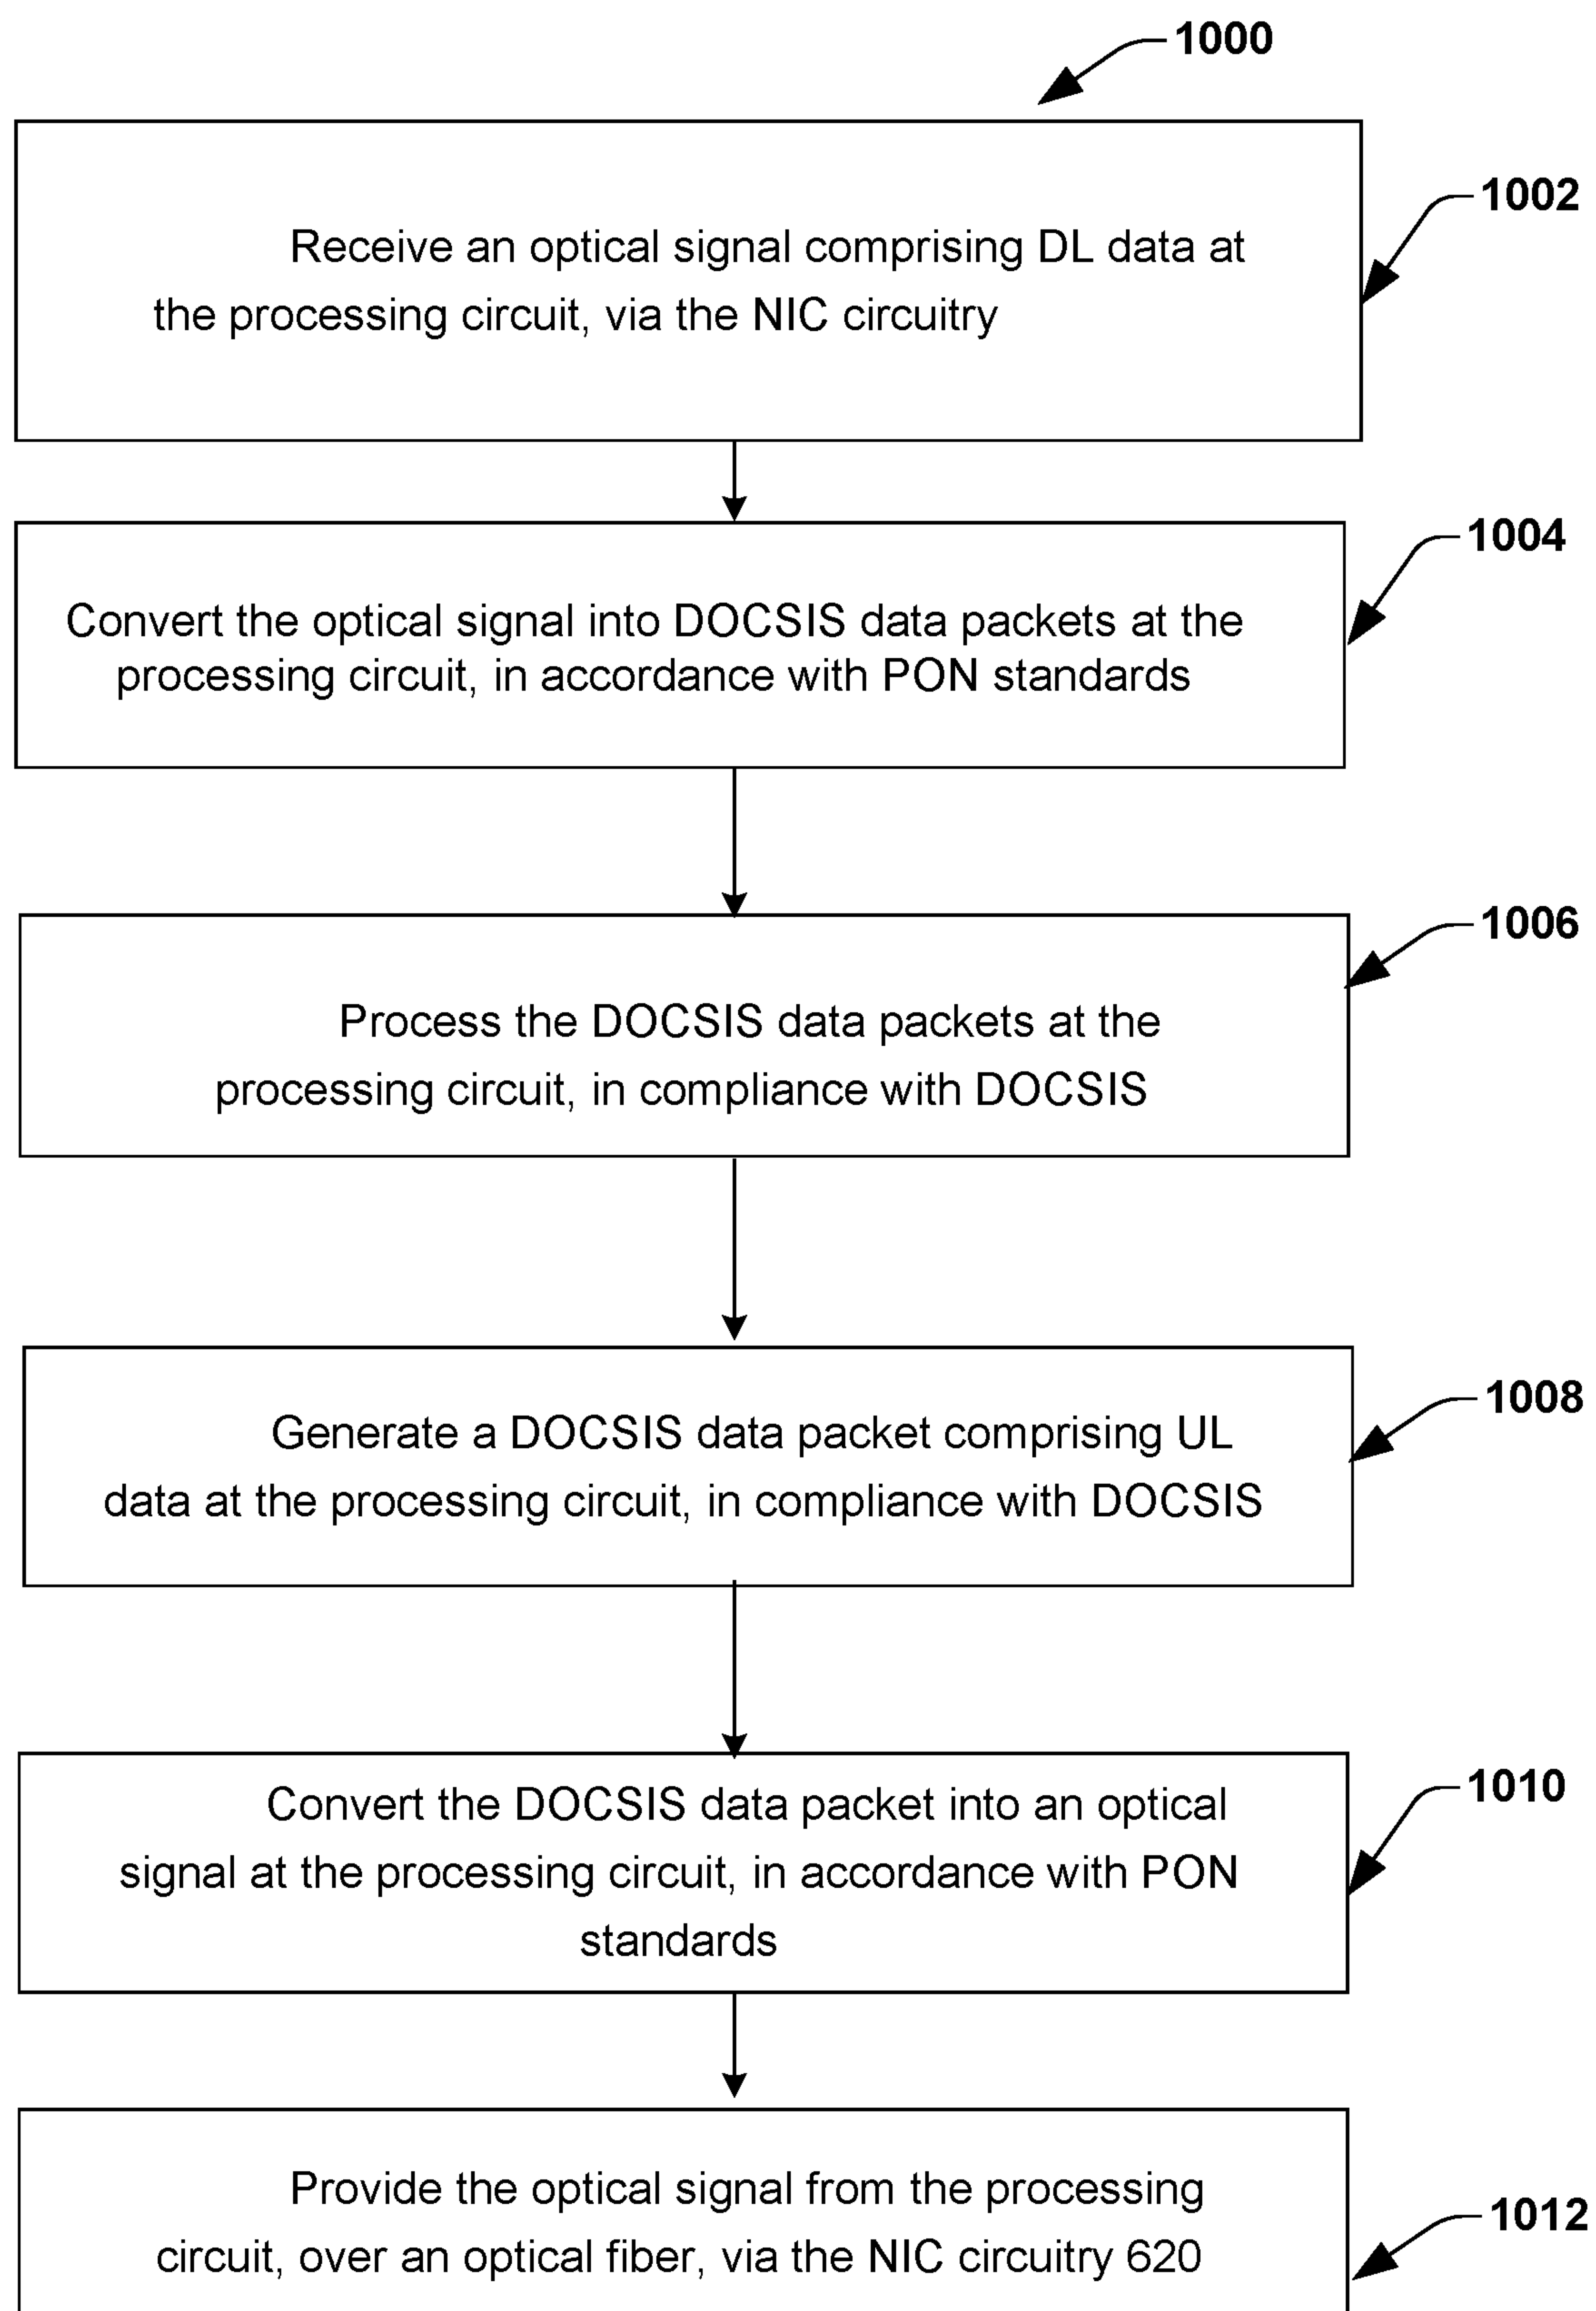 1000
1002
Receive an optical signal comprising DL data at
the processing circuit, via the NIC circuitry
1004
Convert the optical signal into DOCSIS data packets at the
processing circuit, in accordance with PON standards
1006
Process the DOCSIS data packets at the
processing circuit, in compliance with DOCSIS
1008
Generate a DOCSIS data packet comprising UL
data at the processing circuit, in compliance with DOCSIS
1010
Convert the DOCSIS data packet into an optical
signal at the processing circuit, in accordance with PON
standards
1012
Provide the optical signal from the processing
circuit, over an optical fiber, via the NIC circuitry 620